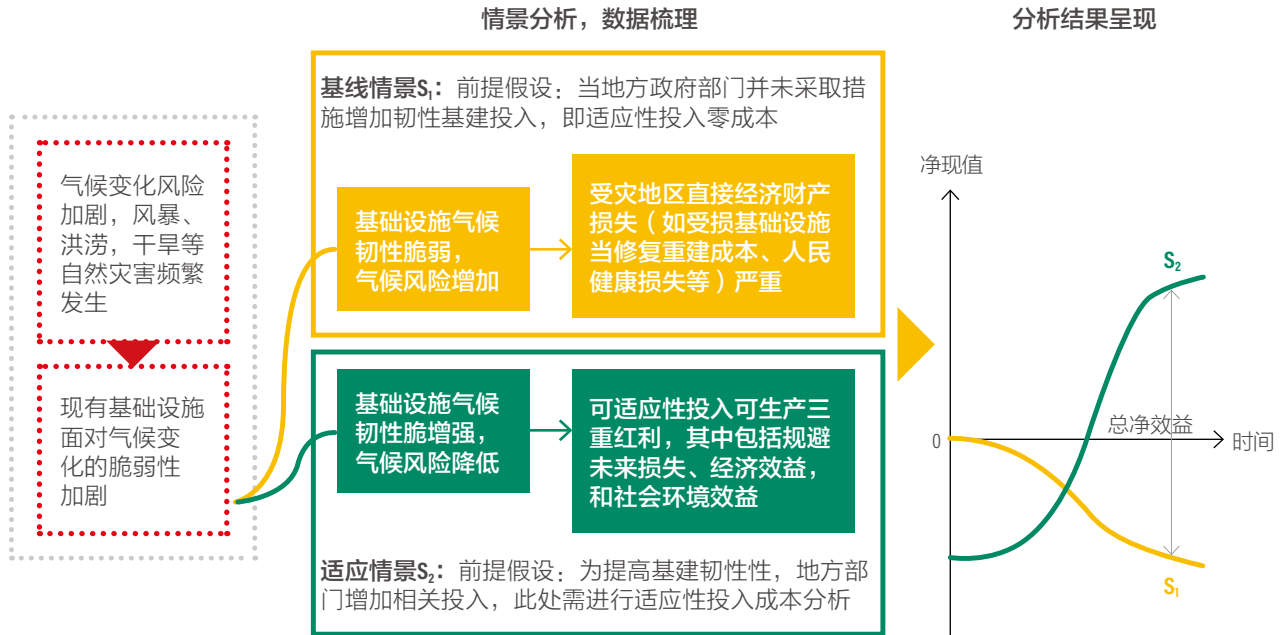 情景分析，数据梳理
分析结果呈现
气候变化风险
加剧，风暴、
洪涝，干旱等
自然灾害频繁
发生
现有基础设施
面对气候变
化的脆弱性
加剧
基线情景S₁：前提假设：当地方政府部门并未采取措
施增加韧性基建投入，即适应性投入零成本
基础设施气候
韧性脆弱，
气候风险增加
受灾地区直接经济财产
损失（如受损基础设施
当修复重建成本、人民
健康损失等）严重
基础设施气候
韧性脆增强，
气候风险降低
可适应性投入可生产三
重红利，其中包括规避
未来损失、经济效益，
和社会环境效益
适应情景S₂：前提假设：为提高基建韧性性，地方部
门增加相关投入，此处需进行适应性投入成本分析
净现值
S₂
总净效益
0
时间
S₁